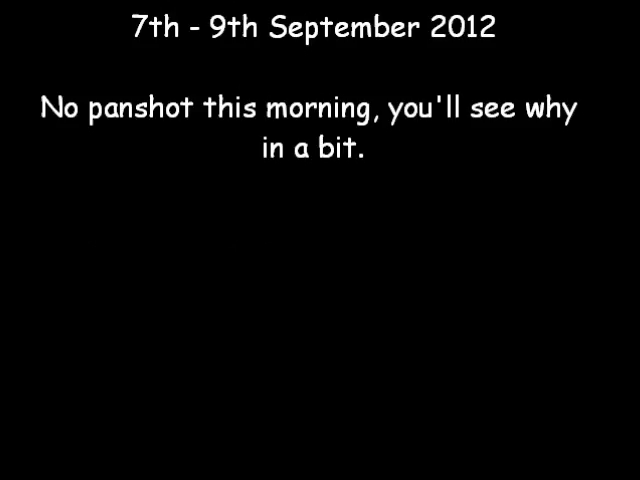 7th - 9th September 2012
No panshot this morning, you'll see why
in a bit.